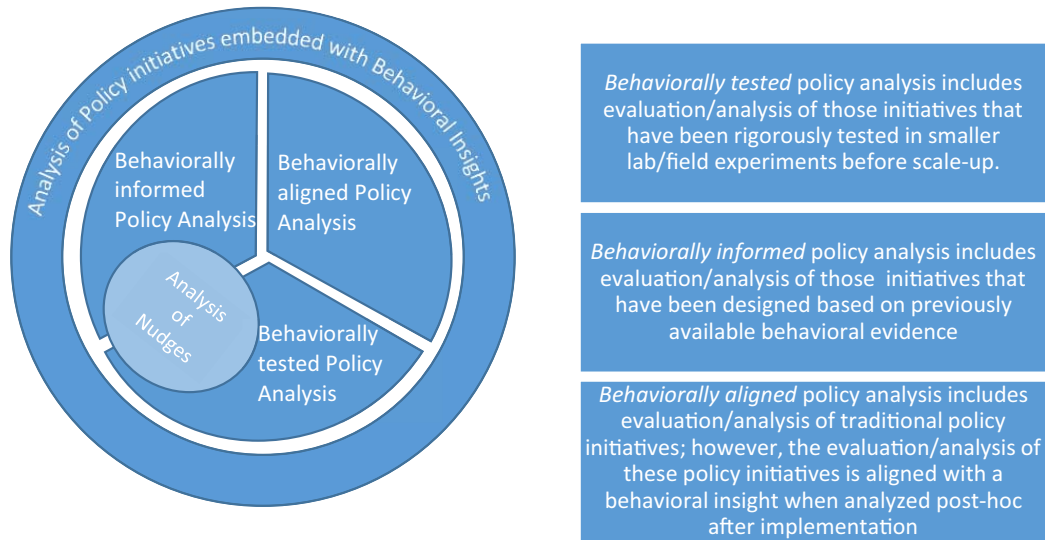 Analysis of Policy initiatives embedded with Behavioral Insights
Behaviorally
informed
Policy Analysis
Behaviorally
aligned Policy
Analysis
Analysis
of
Nudges
Behaviorally
tested Policy
Analysis
Behaviorally tested policy analysis includes
evaluation/analysis of those initiatives that
have been rigorously tested in smaller
lab/field experiments before scale-up.
Behaviorally informed policy analysis includes
evaluation/analysis of those initiatives that
have been designed based on previously
available behavioral evidence
Behaviorally aligned policy analysis includes
evaluation/analysis of traditional policy
initiatives; however, the evaluation/analysis of
these policy initiatives is aligned with a
behavioral insight when analyzed post-hoc
after implementation